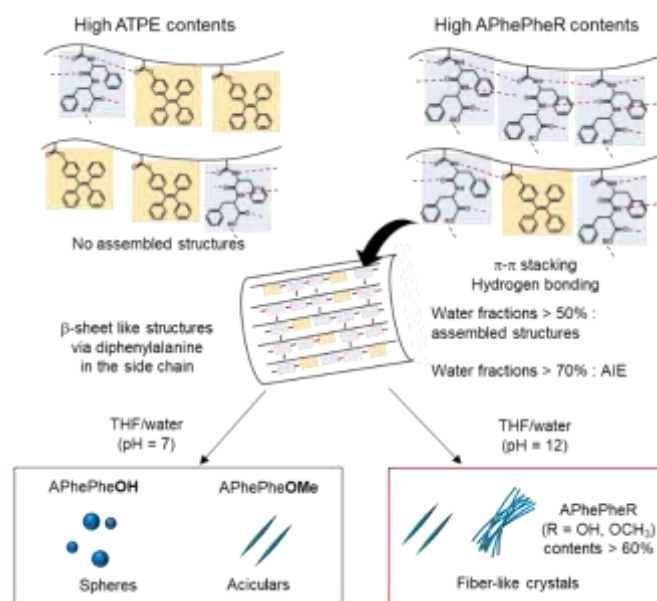 High ATPE contents
High APhePheR contents
No assembled structures
π-π stacking
Hydrogen bonding
Water fractions > 50% :
assembled structures
Water fractions > 70% : AIE
β-sheet like structures
via diphenylalanine
in the side chain
THF/water
(pH = 7)
THF/water
(pH = 12)
APhePheOH
APhePheOMe
Spheres
Aciculars
APhePheR
(R = OH, OCH₃)
contents > 60%
Fiber-like crystals